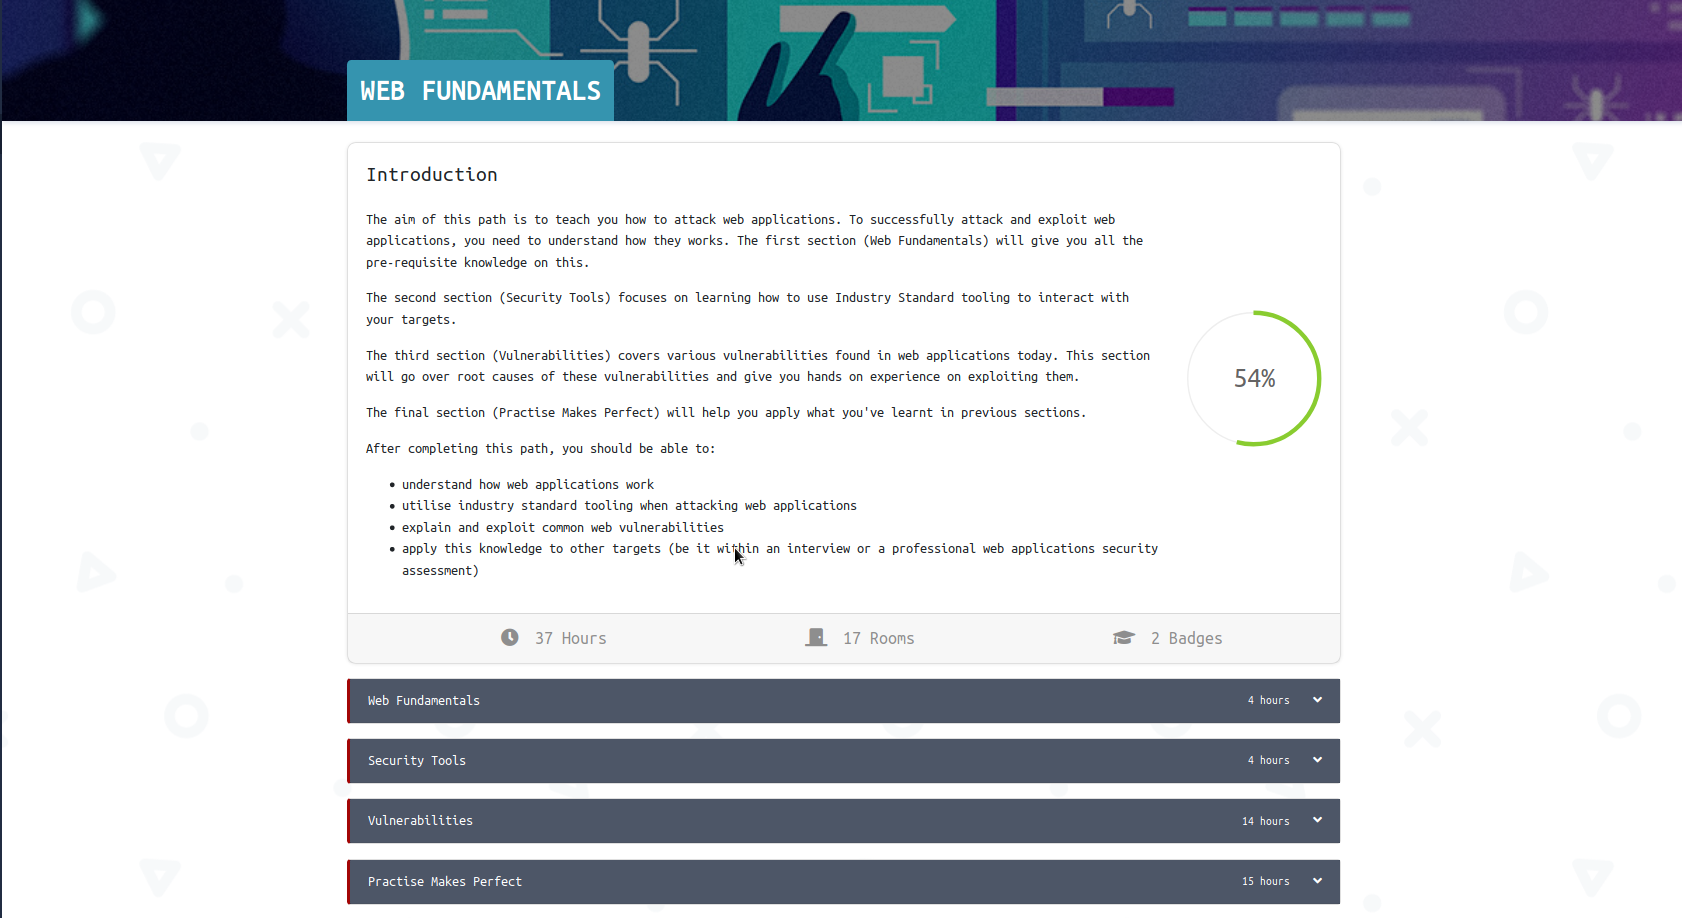 WEB FUNDAMENTALS
Introduction
The aim of this path is to teach you how to attack web applications. To successfully attack and exploit web
applications, you need to understand how they works. The first section (Web Fundamentals) will give you all the
pre-requisite knowledge on this.
The second section (Security Tools) focuses on learning how to use Industry Standard tooling to interact with
your targets.
The third section (Vulnerabilities) covers various vulnerabilities found in web applications today. This section
will go over root causes of these vulnerabilities and give you hands on experience on exploiting them.
The final section (Practise Makes Perfect) will help you apply what you've learnt in previous sections.
After completing this path, you should be able to:
• understand how web applications work
• utilise industry standard tooling when attacking web applications
• explain and exploit common web vulnerabilities
• apply this knowledge to other targets (be it within an interview or a professional web applications security
assessment)
54%
37 Hours
17 Rooms
2 Badges
Web Fundamentals
4 hours
Security Tools
4 hours
Vulnerabilities
14 hours
Practise Makes Perfect
15 hours